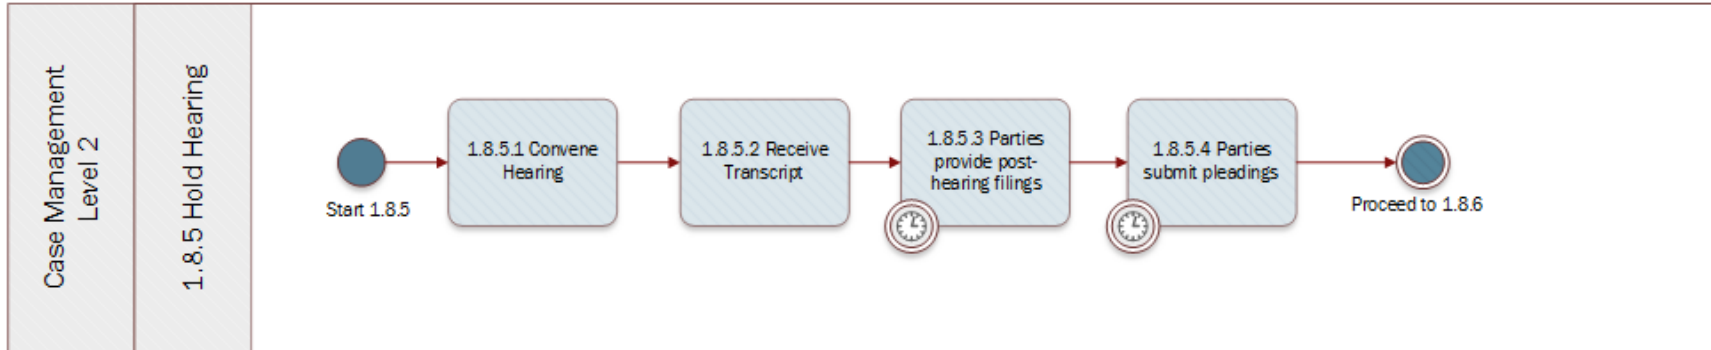 Case Management
Level 2
1.8.5 Hold Hearing
Start 1.8.5
1.8.5.1 Convene
Hearing
1.8.5.2 Receive
Transcript
1.8.5.3 Parties
provide post-
hearing filings
1.8.5.4 Parties
submit pleadings
Proceed to 1.8.6